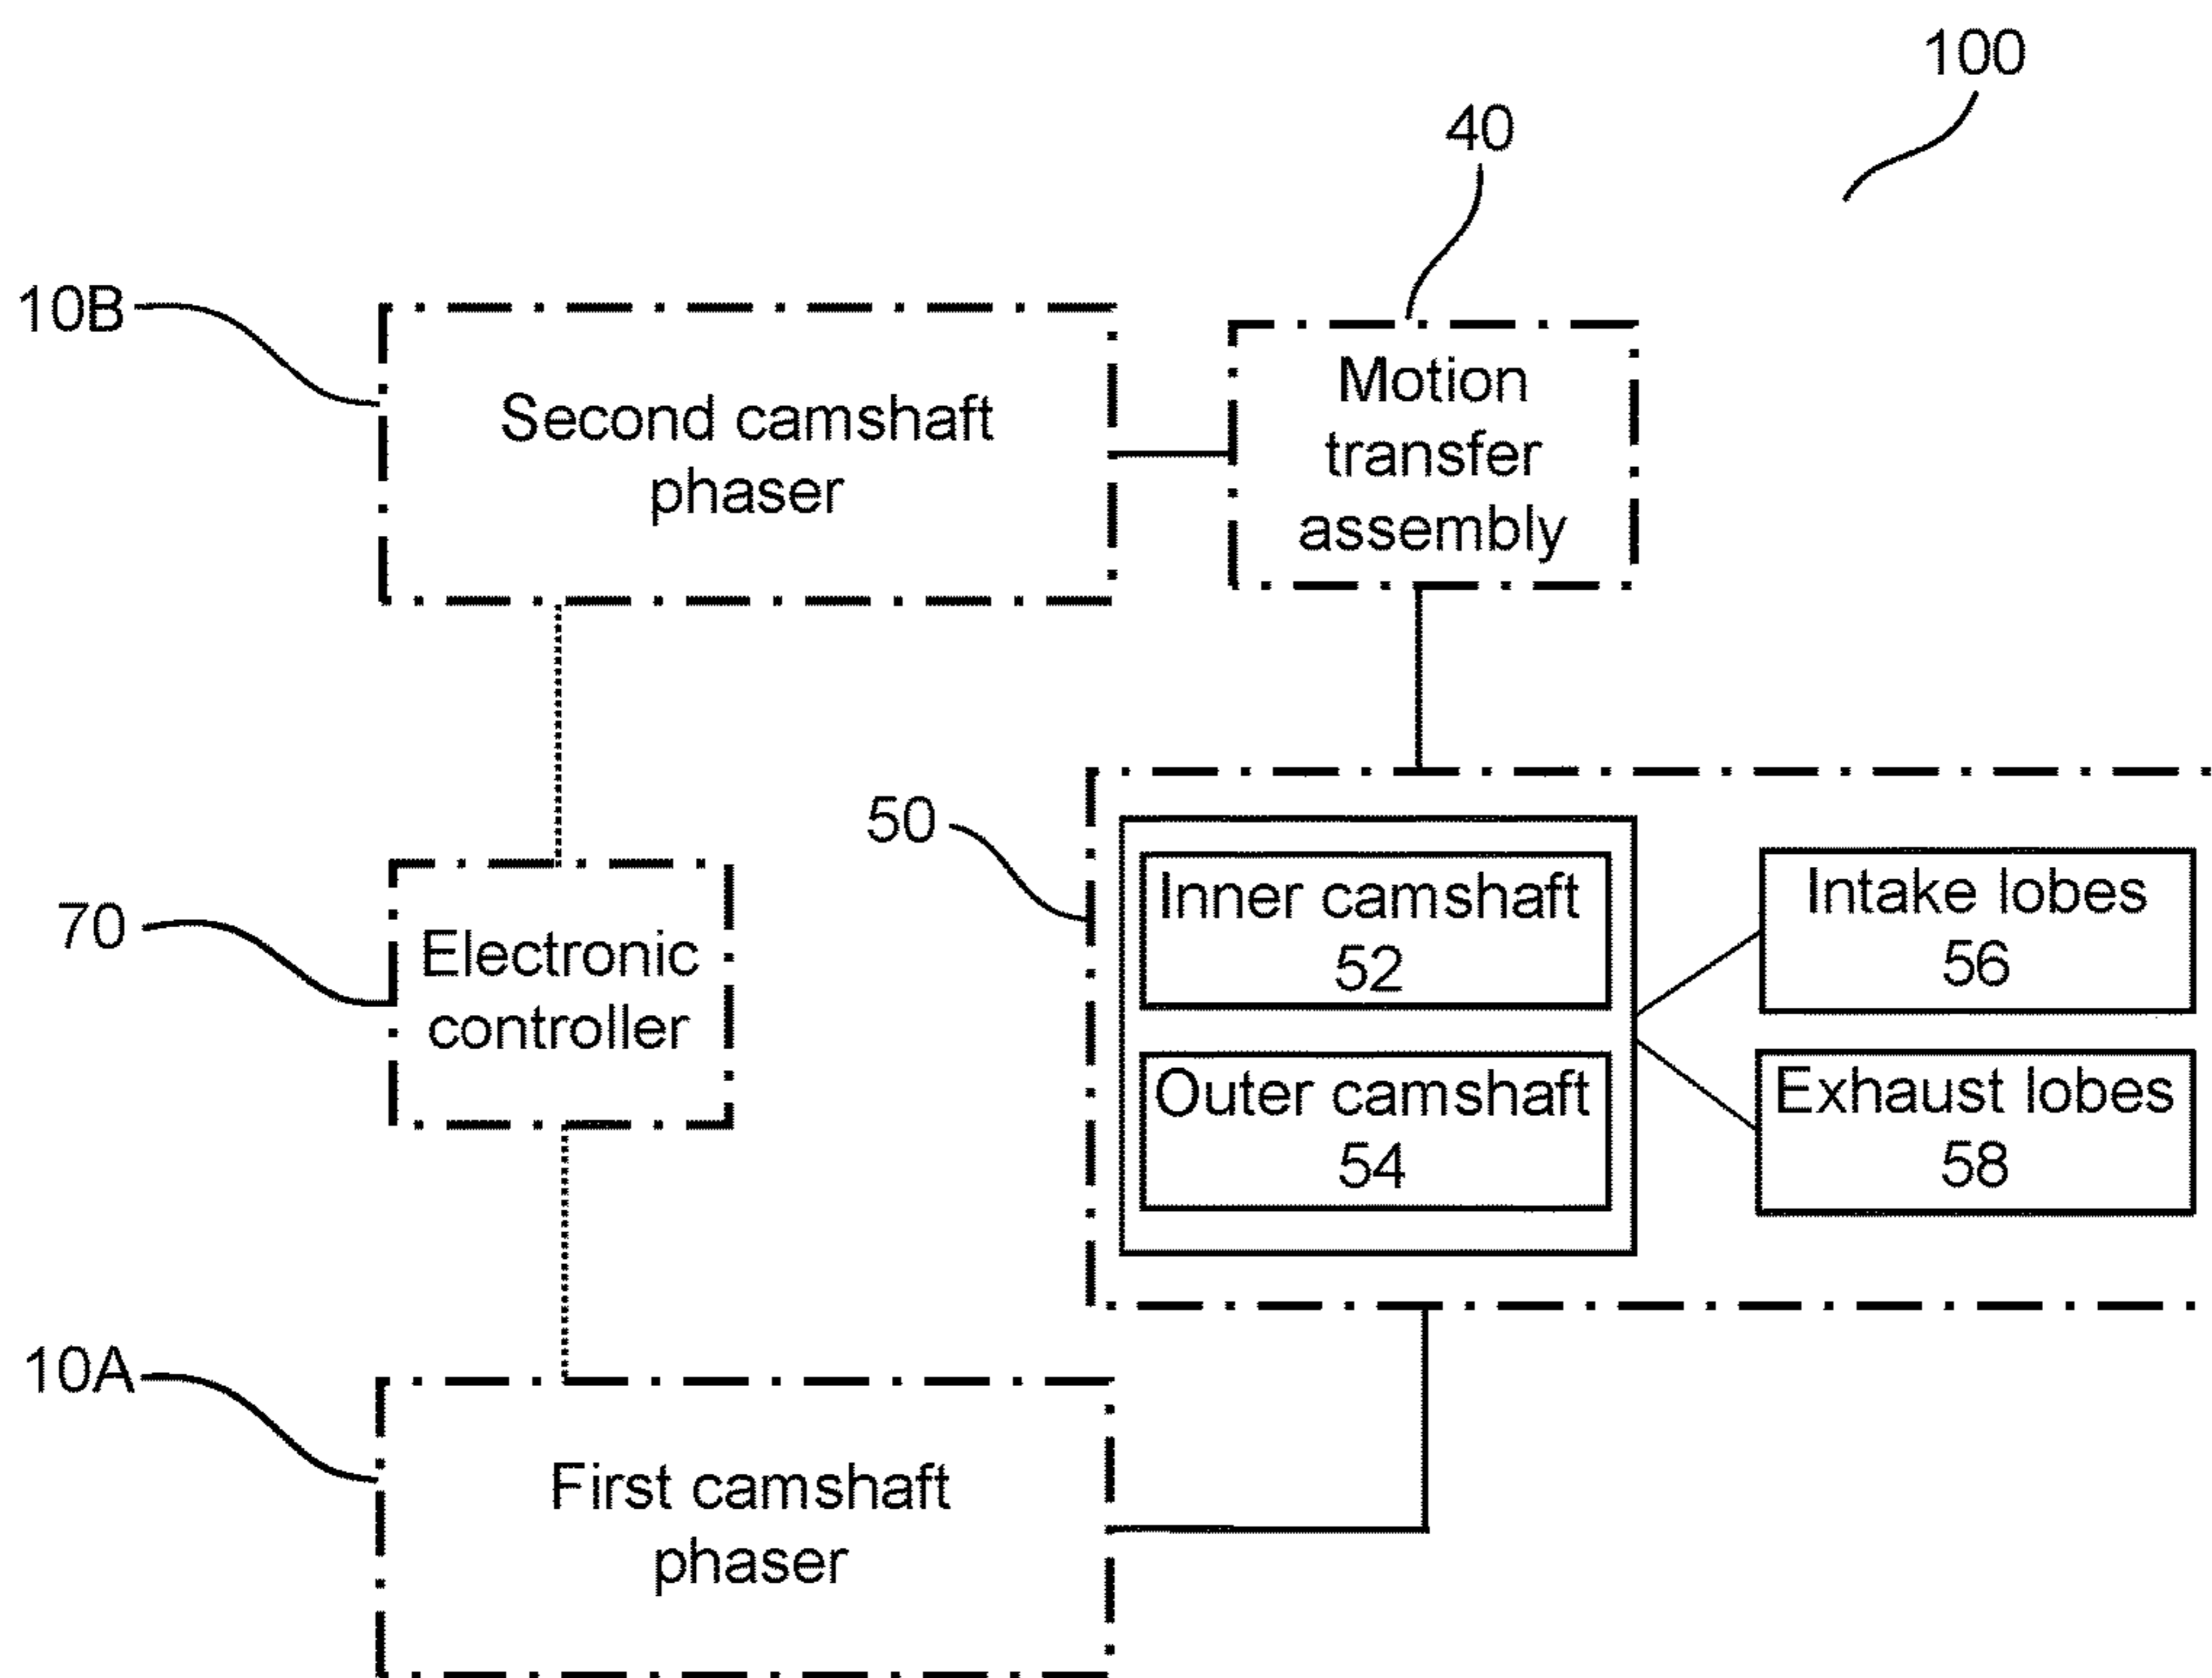 100
40
10B
Second camshaft
phaser
Motion
transfer
assembly
50
Inner camshaft
52
Outer camshaft
54
Intake lobes
56
Exhaust lobes
58
70
Electronic
controller
10A
First camshaft
phaser